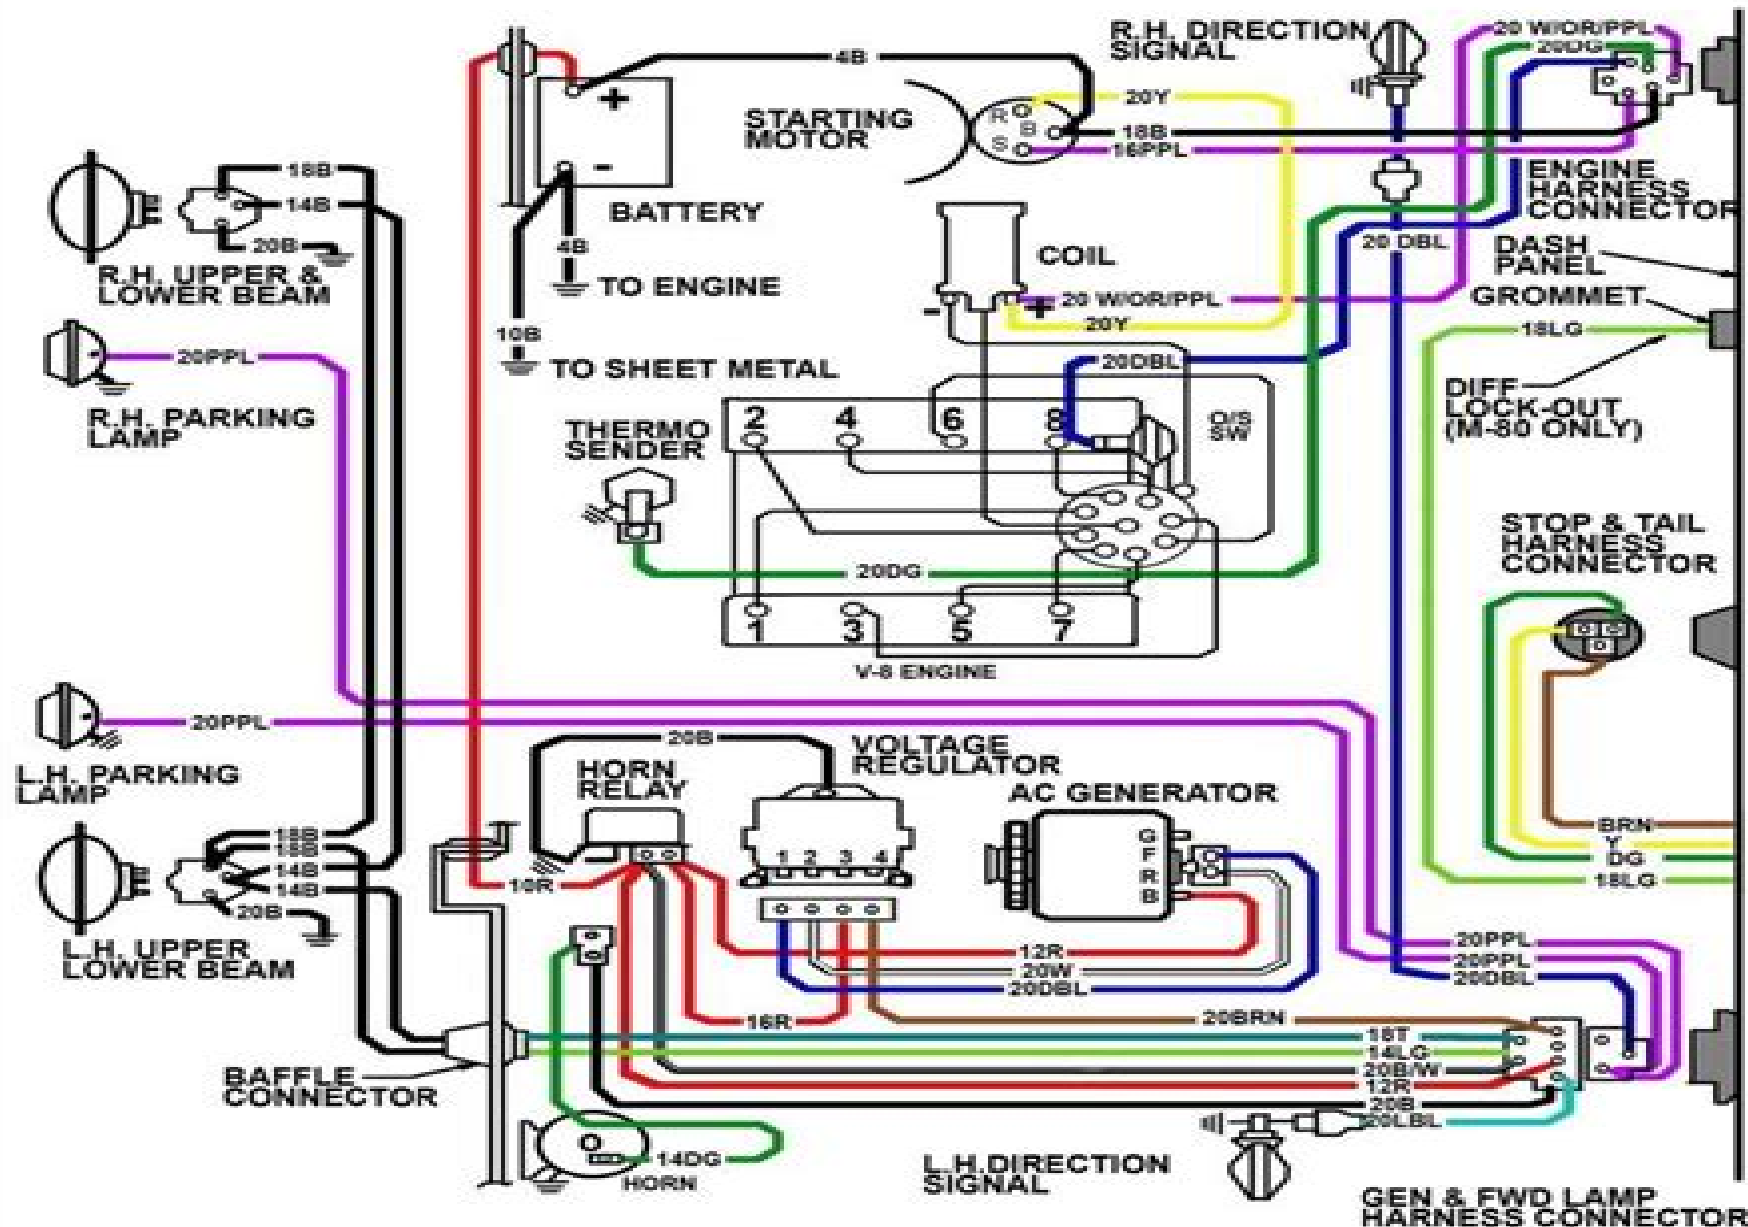 R.H. DIRECTION
SIGNAL
20 W/OR/PPL
20DG
4B
+
20Y
STARTING
MOTOR
R
B
S
18B
16PPL
-
18B
14B
20B
BATTERY
ENGINE
HARNESS
CONNECTOR
R.H. UPPER &
LOWER BEAM
4B
TO ENGINE
COIL
20 DBL
DASH
PANEL
GROMMET
-
20 W/OR/PPL
+
20Y
18LG
10B
TO SHEET METAL
20PPL
20DBL
DIFF
LOCK-OUT
(M-80 ONLY)
R.H. PARKING
LAMP
THERMO
SENDER
2
4
6
8
O/S
SW
STOP & TAIL
HARNESS
CONNECTOR
20DG
1
3
5
7
V-8 ENGINE
20PPL
L.H. PARKING
LAMP
20B
HORN
RELAY
VOLTAGE
REGULATOR
AC GENERATOR
G
F
R
B
1 2 3 4
BRN
Y
DG
18LG
18B
18B
14B
14B
20B
10R
L.H. UPPER
LOWER BEAM
12R
20W
20DBL
20PPL
20PPL
20DBL
16R
20BRN
18T
14LG
20B/W
12R
20B
20LBL
BAFFLE
CONNECTOR
14DG
HORN
L.H.DIRECTION
SIGNAL
GEN & FWD LAMP
HARNESS CONNECTOR